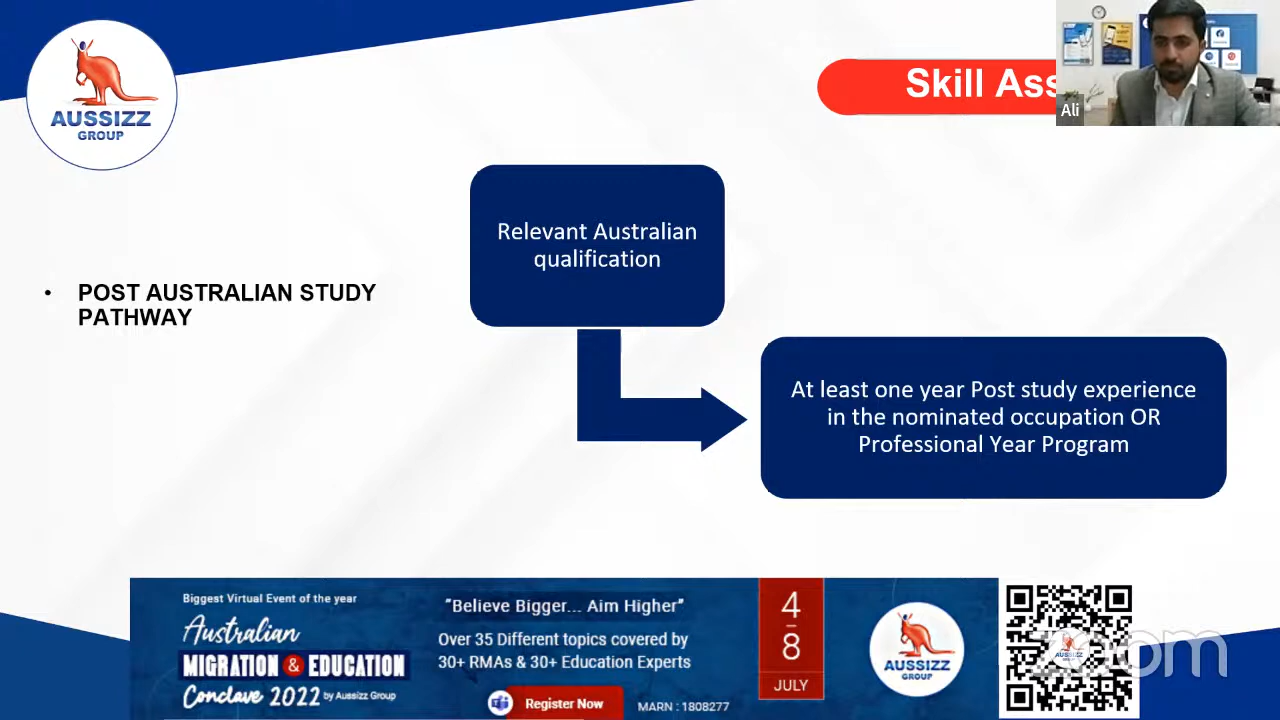 AUSSIZZ
GROUP
Skill Ass
Ali
Relevant Australian
qualification
• POST AUSTRALIAN STUDY
PATHWAY
At least one year Post study experience
in the nominated occupation OR
Professional Year Program
Biggest Virtual Event of the year
Australian
MIGRATION & EDUCATION
Conclave 2022 by Aussizz Group
"Believe Bigger... Aim Higher"
Over 35 Different topics covered by
30+ RMAs & 30+ Education Experts
Register Now
MARN : 1808277
4
–
8
JULY
AUSSIZZ
GROUP
zoom